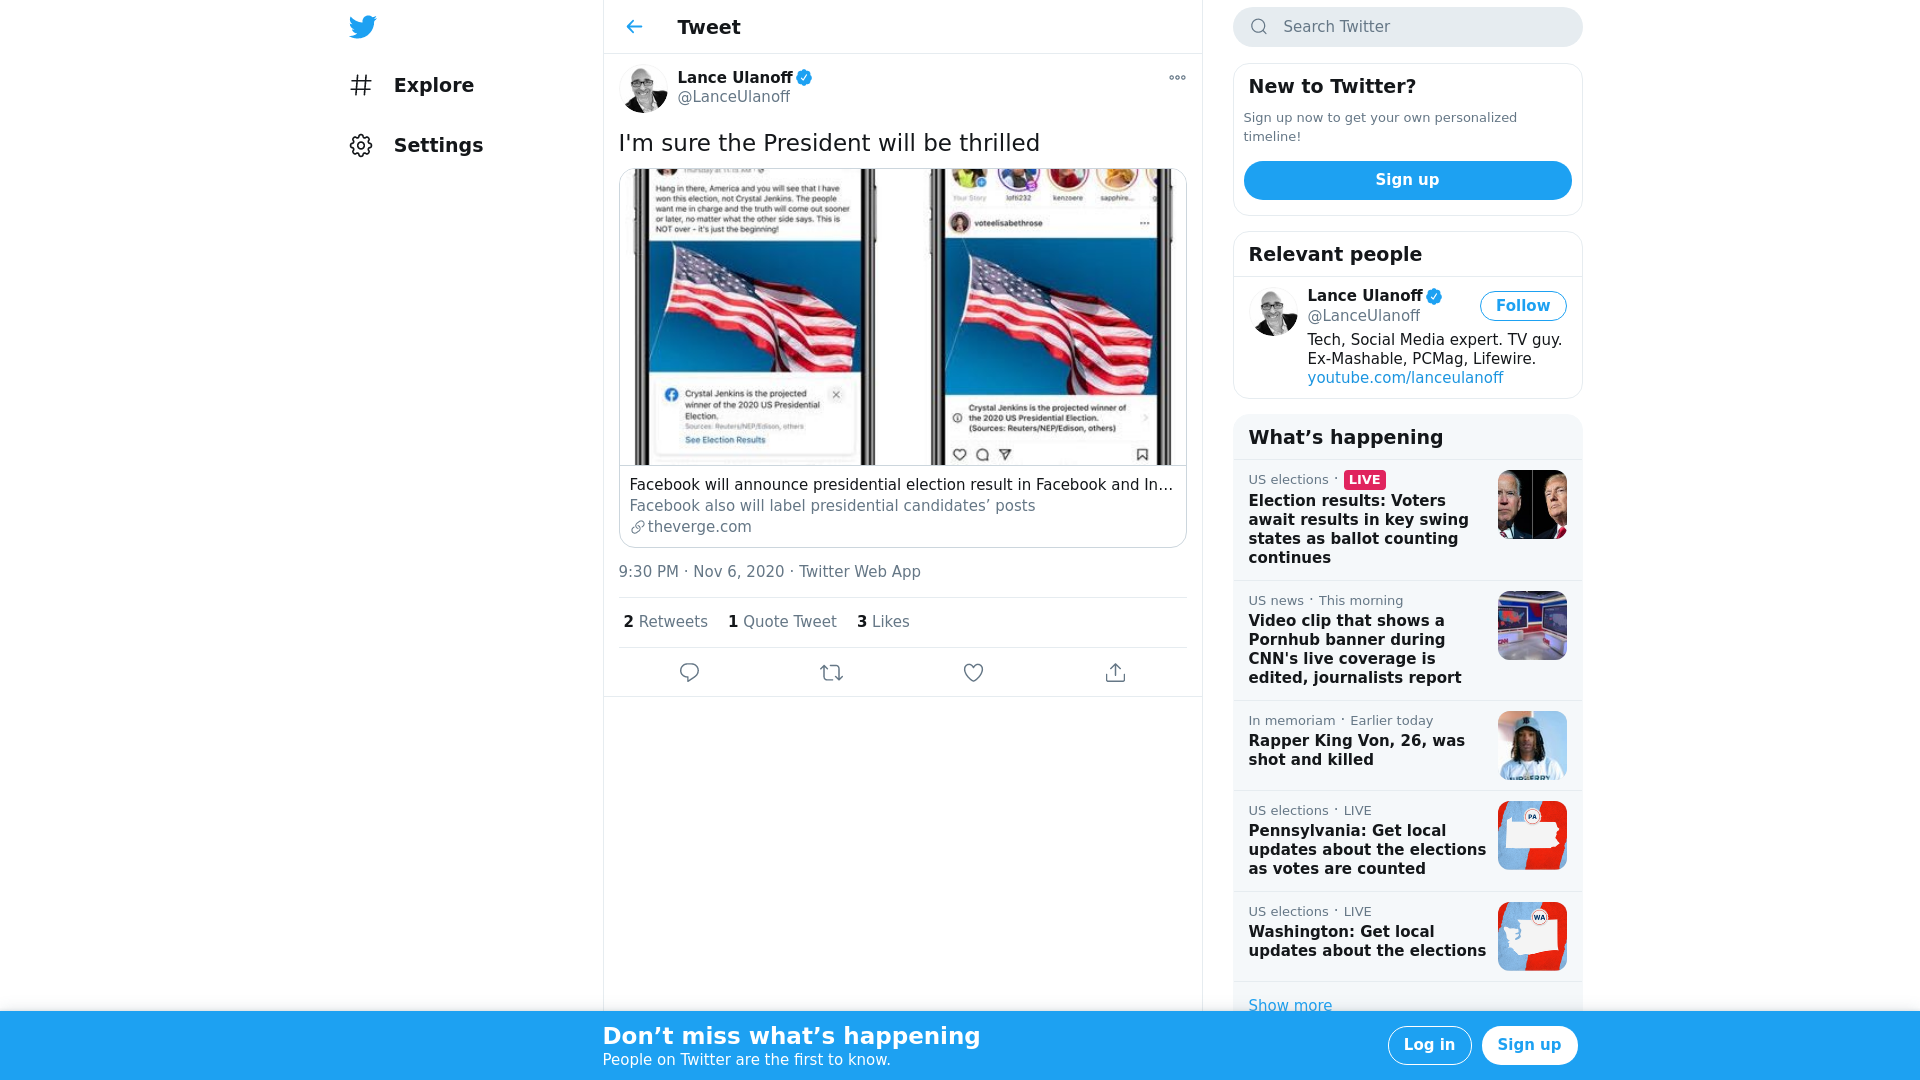 Explore
Settings
Tweet
Lance Ulanoff
@LanceUlanoff
I'm sure the President will be thrilled
Hang in there, America and you will see that I have
won this election, not Crystal Jenkins. The people
want me in charge and the truth will come out sooner
or later, no matter what the other side says. This is
NOT over – it's just the beginning!
Crystal Jenkins is the projected
winner of the 2020 US Presidential
Election.
Sources: Reuters/NEP/Edison, others
See Election Results
Your Story lofti232 kenzoere sapphire...
voteelisabethrose
Crystal Jenkins is the projected winner of
the 2020 US Presidential Election.
(Sources: Reuters/NEP/Edison, others)
Facebook will announce presidential election result in Facebook and In…
Facebook also will label presidential candidates’ posts
theverge.com
9:30 PM · Nov 6, 2020 · Twitter Web App
2 Retweets 1 Quote Tweet 3 Likes
Search Twitter
New to Twitter?
Sign up now to get your own personalized
timeline!
Sign up
Relevant people
Lance Ulanoff
@LanceUlanoff
Follow
Tech, Social Media expert. TV guy.
Ex-Mashable, PCMag, Lifewire.
youtube.com/lanceulanoff
What’s happening
US elections · LIVE
Election results: Voters
await results in key swing
states as ballot counting
continues
US news · This morning
Video clip that shows a
Pornhub banner during
CNN's live coverage is
edited, journalists report
In memoriam · Earlier today
Rapper King Von, 26, was
shot and killed
US elections · LIVE
Pennsylvania: Get local
updates about the elections
as votes are counted
PA
US elections · LIVE
Washington: Get local
updates about the elections
WA
Show more
Don’t miss what’s happening
People on Twitter are the first to know.
Log in
Sign up